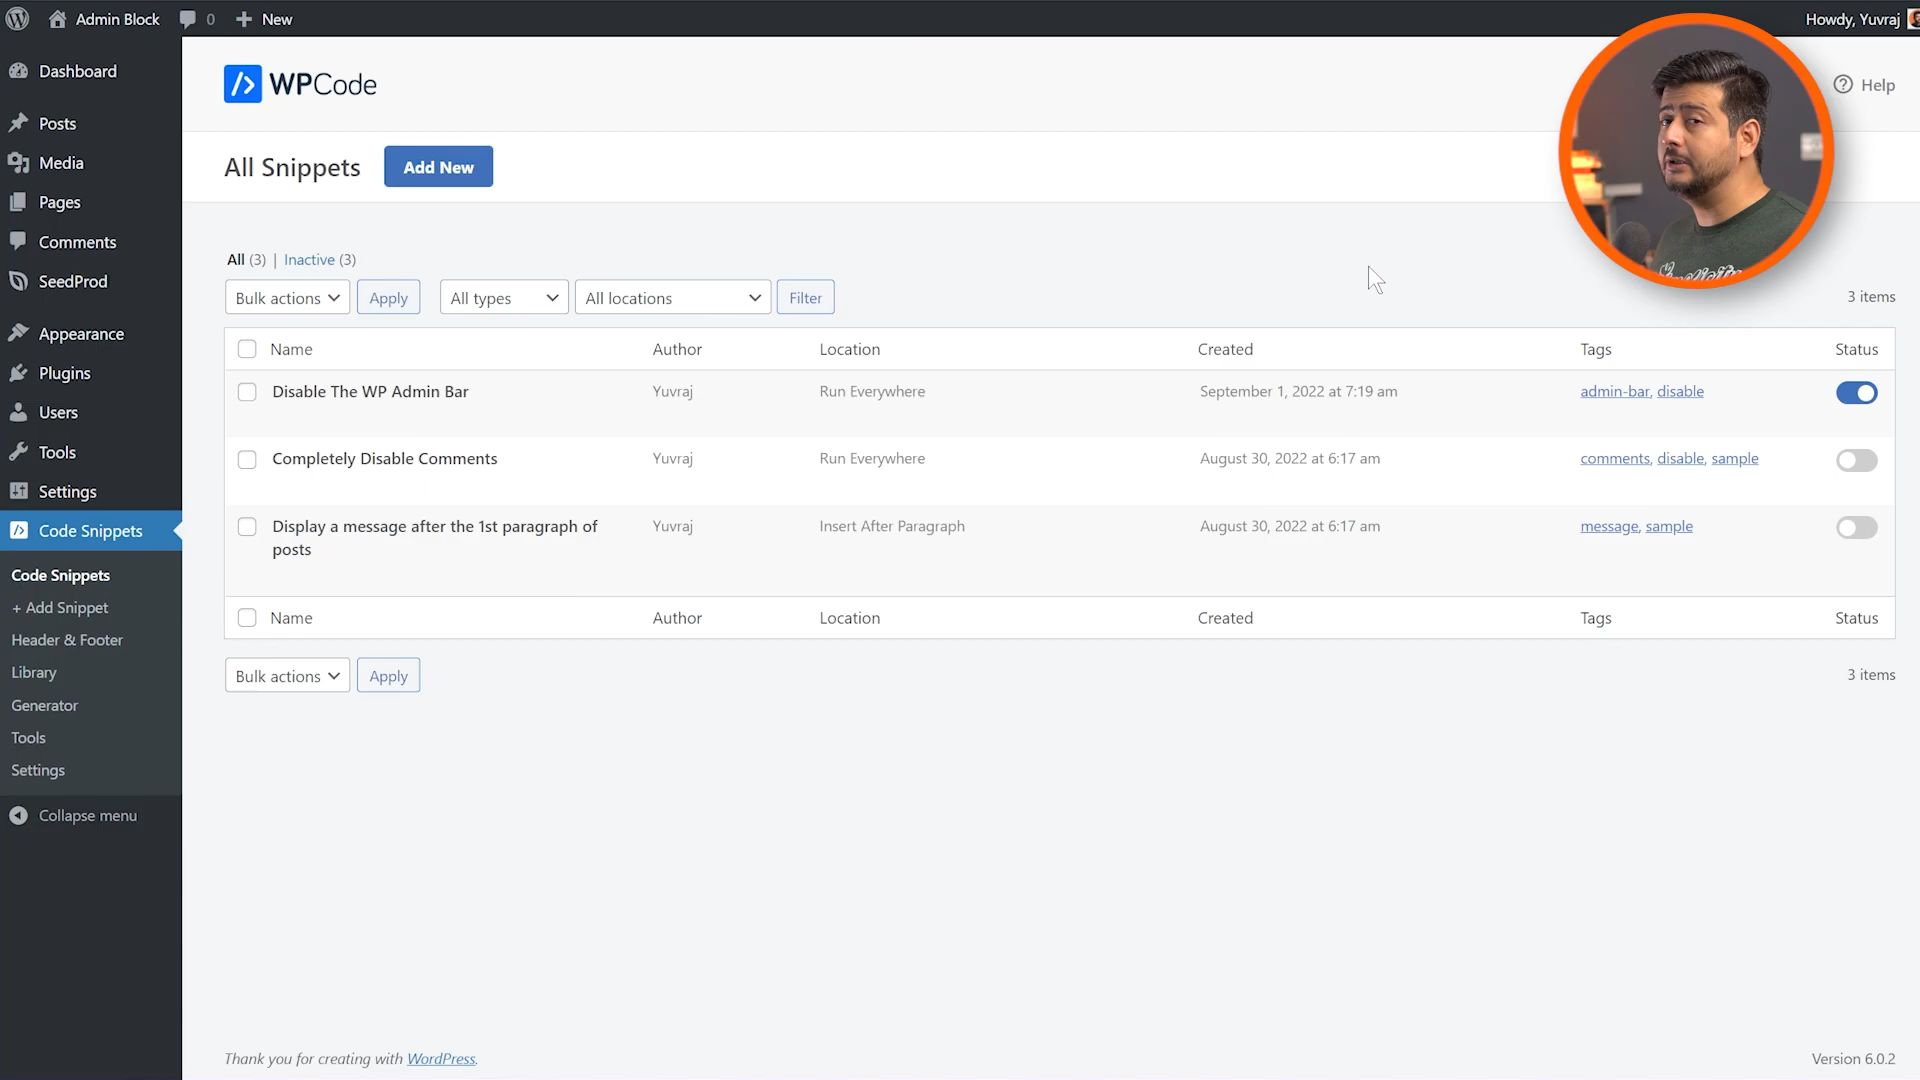 Admin Block
0
New
Howdy, Yuvraj
Dashboard
Posts
Media
Pages
Comments
SeedProd
Appearance
Plugins
Users
Tools
Settings
Code Snippets
Code Snippets
+ Add Snippet
Header & Footer
Library
Generator
Tools
Settings
Collapse menu
WPCode
Help
All Snippets
Add New
All (3) | Inactive (3)
Bulk actions
Apply
All types
All locations
Filter
3 items
Name Author Location Created Tags Status
Disable The WP Admin Bar Yuvraj Run Everywhere September 1, 2022 at 7:19 am admin-bar, disable
Completely Disable Comments Yuvraj Run Everywhere August 30, 2022 at 6:17 am comments, disable, sample
Display a message after the 1st paragraph of Yuvraj Insert After Paragraph August 30, 2022 at 6:17 am message, sample
posts
Name Author Location Created Tags Status
Bulk actions
Apply
3 items
Thank you for creating with WordPress.
Version 6.0.2